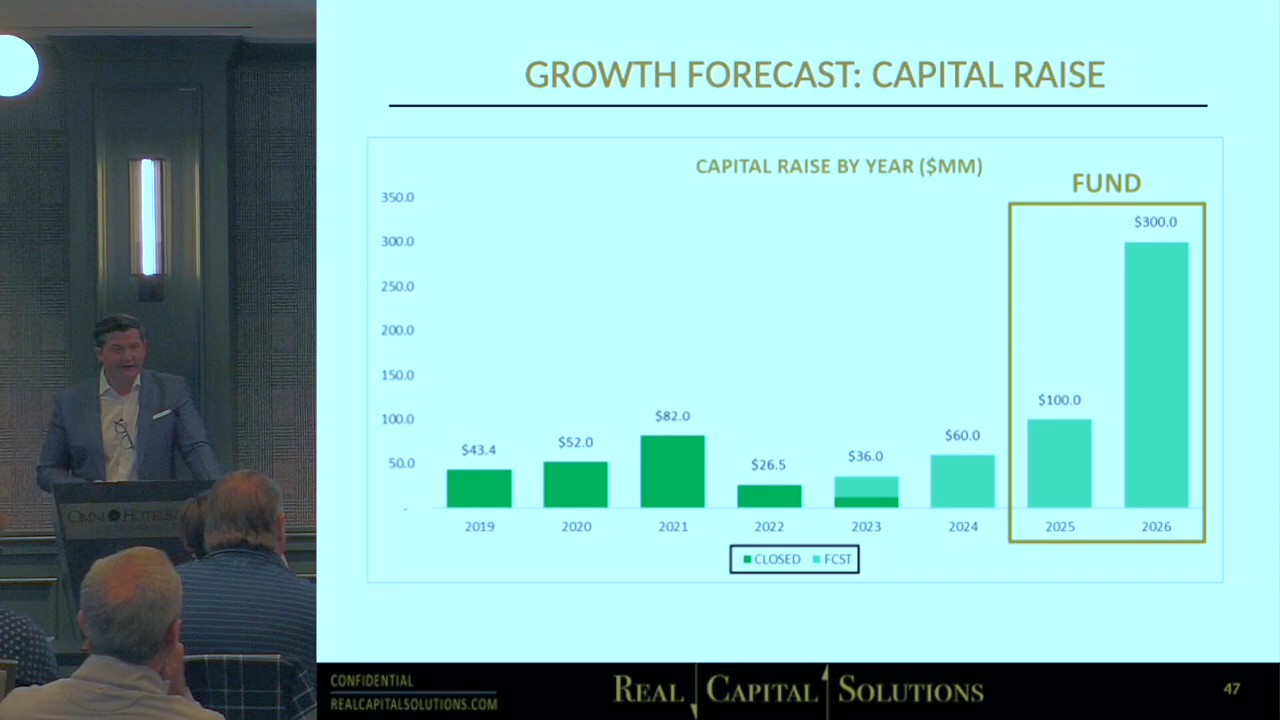 GROWTH FORECAST: CAPITAL RAISE
CAPITAL RAISE BY YEAR ($MM)
FUND
350.0
300.0
250.0
200.0
150.0
100.0
50.0
-
$43.4
$52.0
$82.0
$26.5
$36.0
$60.0
$100.0
$300.0
2019 2020 2021 2022 2023 2024 2025 2026
CLOSED FCST
OMNI HOTELS
CONFIDENTIAL
REALCAPITALSOLUTIONS.COM
REAL CAPITAL SOLUTIONS
47